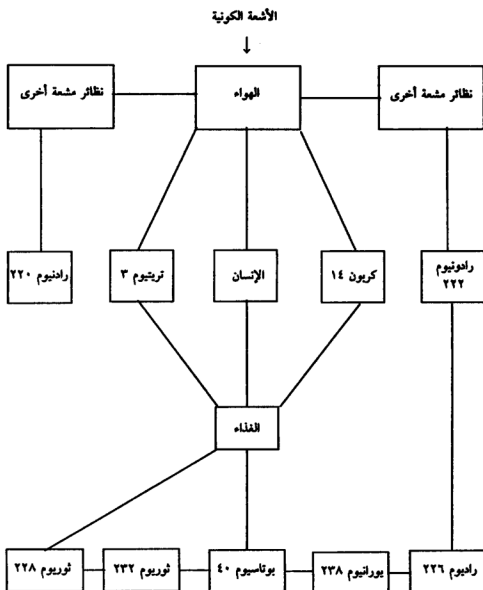 الأشعة الكونية
نظائر مشعة أخرى
الهواء
نظائر مشعة أخرى
رادونيوم
٢٢٢
كربون ١٤
الإنسان
تريتيوم ٣
رادنيوم ٢٢٠
الغذاء
راديوم ٢٢٦
يورانيوم ٢٣٨
بوتاسيوم ٤٠
ثوريوم ٢٣٢
ثوريوم ٢٢٨